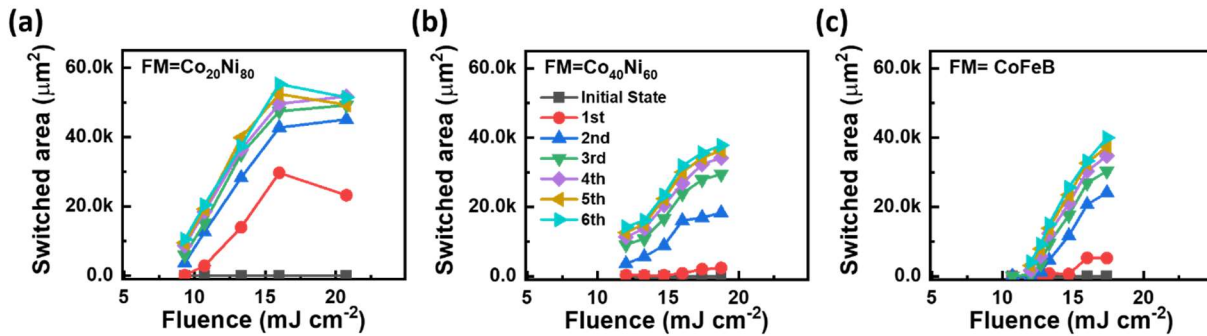 (a)
Switched area (μm²)
60.0k
40.0k
20.0k
0.0
FM=Co₂₀Ni₈₀
5 10 15 20
Fluence (mJ cm⁻²)
(b)
Switched area (μm²)
60.0k
40.0k
20.0k
0.0
FM=Co₄₀Ni₆₀
Initial State
1st
2nd
3rd
4th
5th
6th
5 10 15 20
Fluence (mJ cm⁻²)
(c)
Switched area (μm²)
60.0k
40.0k
20.0k
0.0
FM= CoFeB
5 10 15 20
Fluence (mJ cm⁻²)